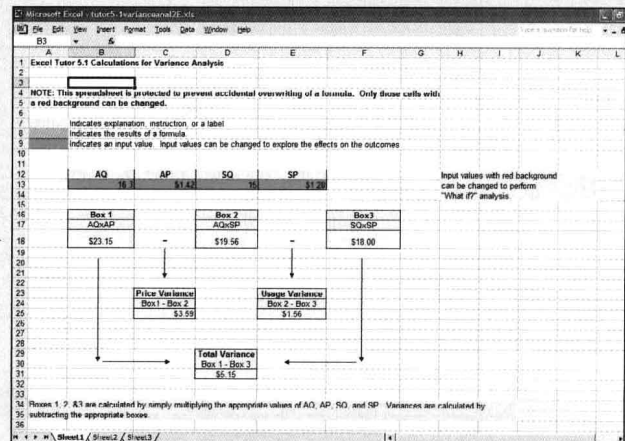 Microsoft Excel - tutor5-1varianceanal2E.xls
File Edit View Insert Format Tools Data Window Help
B3
A B C D E F G H I J K L
1 Excel Tutor 5.1 Calculations for Variance Analysis
2
3
4 NOTE: This spreadsheet is protected to prevent accidental overwriting of a formula. Only those cells with
5 a red background can be changed.
6
7 Indicates explanation, instruction, or a label
8 Indicates the results of a formula
9 Indicates an input value. Input values can be changed to explore the effects on the outcomes
10
11
12 AQ AP SQ SP Input values with red background
13 16.3 $1.42 15 $1.20 can be changed to perform
14 "What if?" analysis.
15
16 Box 1 Box 2 Box3
17 AQxAP AQxSP SQxSP
18 $23.15 - $19.56 - $18.00
19
20
21
22
23 Price Variance Usage Variance
24 Box1 - Box 2 Box 2 - Box 3
25 $3.59 $1.56
26
27
28
29 Total Variance
30 Box 1 - Box 3
31 $5.15
32
33
34 Boxes 1, 2, &3 are calculated by simply multiplying the appropriate values of AQ, AP, SQ, and SP. Variances are calculated by
35 subtracting the appropriate boxes.
36
Sheet1 / Sheet2 / Sheet3